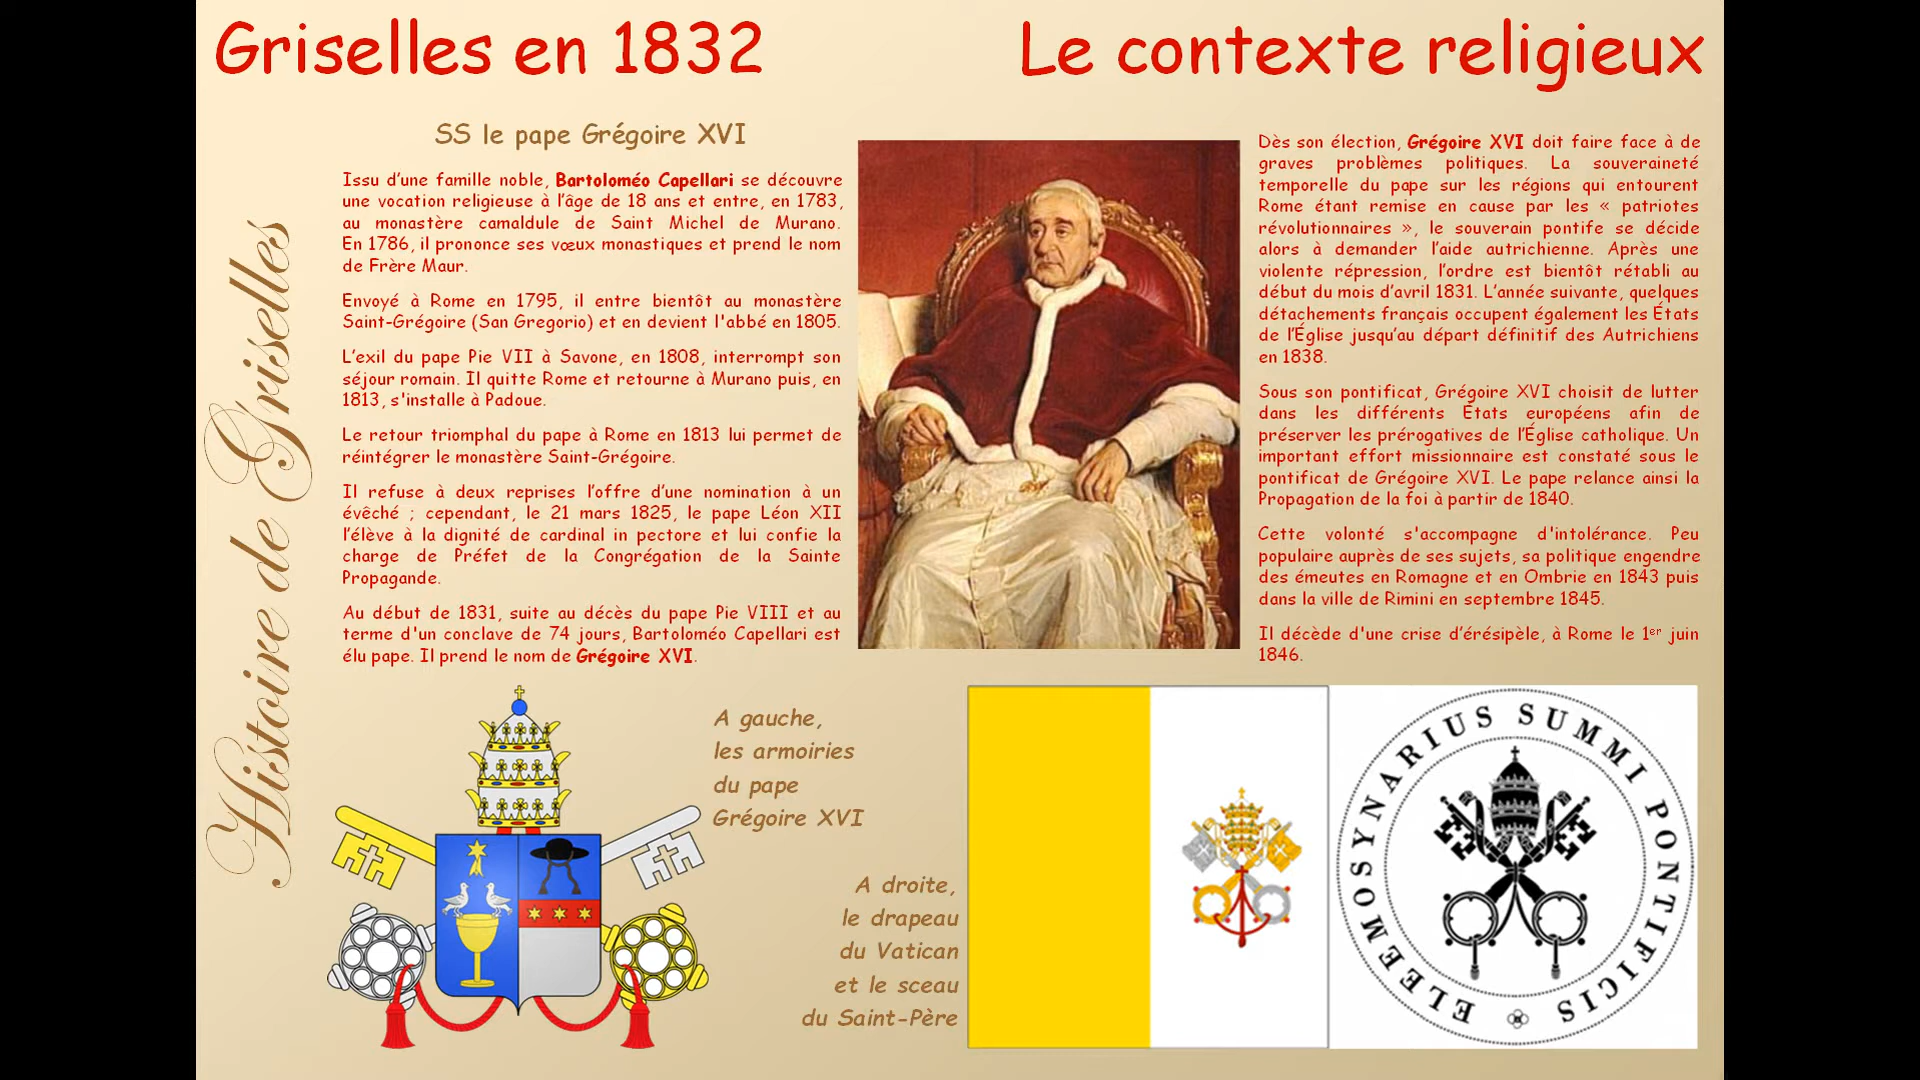 Griselles en 1832
Le contexte religieux
Histoire de Griselles
SS le pape Grégoire XVI
Issu d’une famille noble, Bartoloméo Capellari se découvre
une vocation religieuse à l’âge de 18 ans et entre, en 1783,
au monastère camaldule de Saint Michel de Murano.
En 1786, il prononce ses vœux monastiques et prend le nom
de Frère Maur.
Envoyé à Rome en 1795, il entre bientôt au monastère
Saint-Grégoire (San Gregorio) et en devient l'abbé en 1805.
L’exil du pape Pie VII à Savone, en 1808, interrompt son
séjour romain. Il quitte Rome et retourne à Murano puis, en
1813, s'installe à Padoue.
Le retour triomphal du pape à Rome en 1813 lui permet de
réintégrer le monastère Saint-Grégoire.
Il refuse à deux reprises l’offre d’une nomination à un
évêché ; cependant, le 21 mars 1825, le pape Léon XII
l’élève à la dignité de cardinal in pectore et lui confie la
charge de Préfet de la Congrégation de la Sainte
Propagande.
Au début de 1831, suite au décès du pape Pie VIII et au
terme d'un conclave de 74 jours, Bartoloméo Capellari est
élu pape. Il prend le nom de Grégoire XVI.
Dès son élection, Grégoire XVI doit faire face à de
graves problèmes politiques. La souveraineté
temporelle du pape sur les régions qui entourent
Rome étant remise en cause par les « patriotes
révolutionnaires », le souverain pontife se décide
alors à demander l’aide autrichienne. Après une
violente répression, l’ordre est bientôt rétabli au
début du mois d’avril 1831. L’année suivante, quelques
détachements français occupent également les États
de l’Église jusqu’au départ définitif des Autrichiens
en 1838.
Sous son pontificat, Grégoire XVI choisit de lutter
dans les différents États européens afin de
préserver les prérogatives de l’Église catholique. Un
important effort missionnaire est constaté sous le
pontificat de Grégoire XVI. Le pape relance ainsi la
Propagation de la foi à partir de 1840.
Cette volonté s'accompagne d'intolérance. Peu
populaire auprès de ses sujets, sa politique engendre
des émeutes en Romagne et en Ombrie en 1843 puis
dans la ville de Rimini en septembre 1845.
Il décède d'une crise d’érésipèle, à Rome le 1er juin
1846.
A gauche,
les armoiries
du pape
Grégoire XVI
A droite,
le drapeau
du Vatican
et le sceau
du Saint-Père
ELEEMOSYNARIUS SUMMI PONTIFICIS